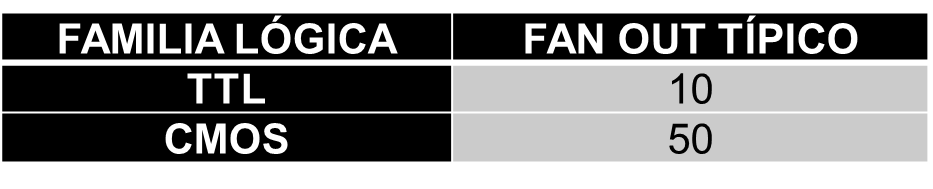 FAMILIA LÓGICA FAN OUT TÍPICO
TTL 10
CMOS 50